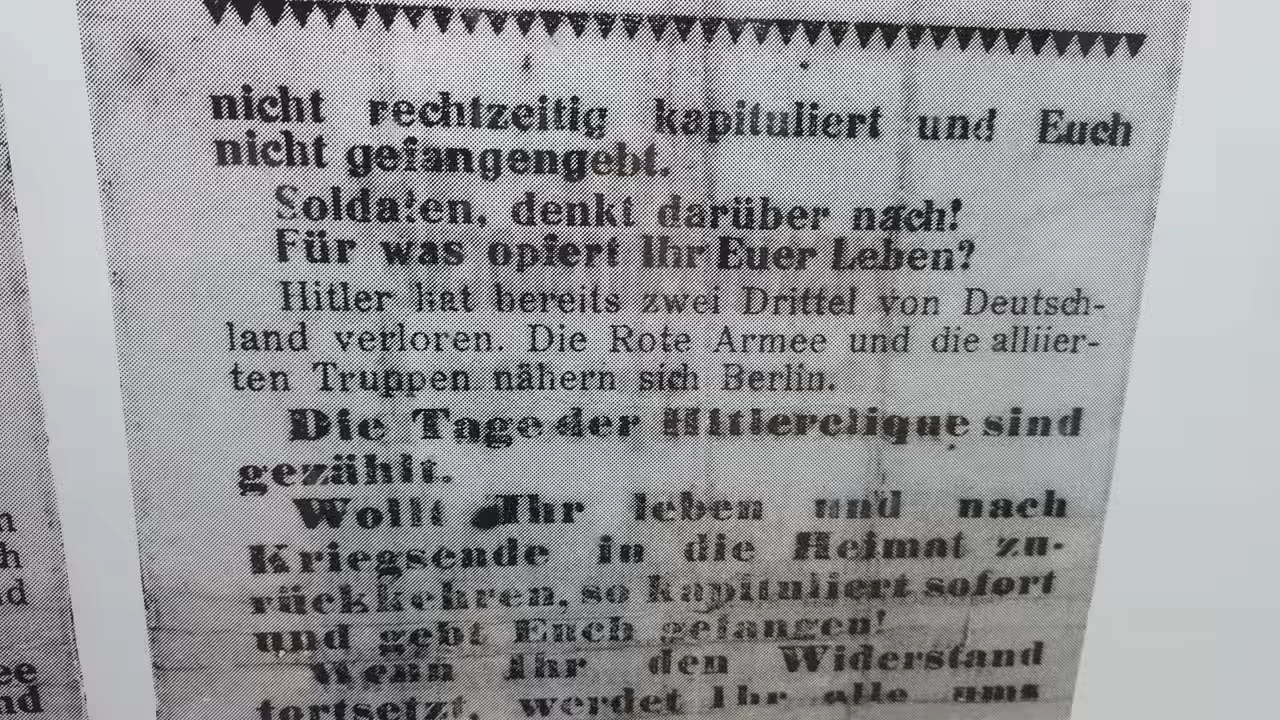 nicht rechtzeitig kapituliert und Euch
nicht gefangengebt.
Soldaten, denkt darüber nach!
Für was opfert Ihr Euer Leben?
Hitler hat bereits zwei Drittel von Deutsch-
land verloren. Die Rote Armee und die alliier-
ten Truppen nähern sich Berlin.
Die Tage der Hitlerclique sind
gezählt.
Wollt Ihr leben und nach
Kriegsende in die Heimat zu-
rückkehren, so kapituliert sofort
und gebt Euch gefangen!
Wenn Ihr den Widerstand
fortsetzt, werdet Ihr alle ums